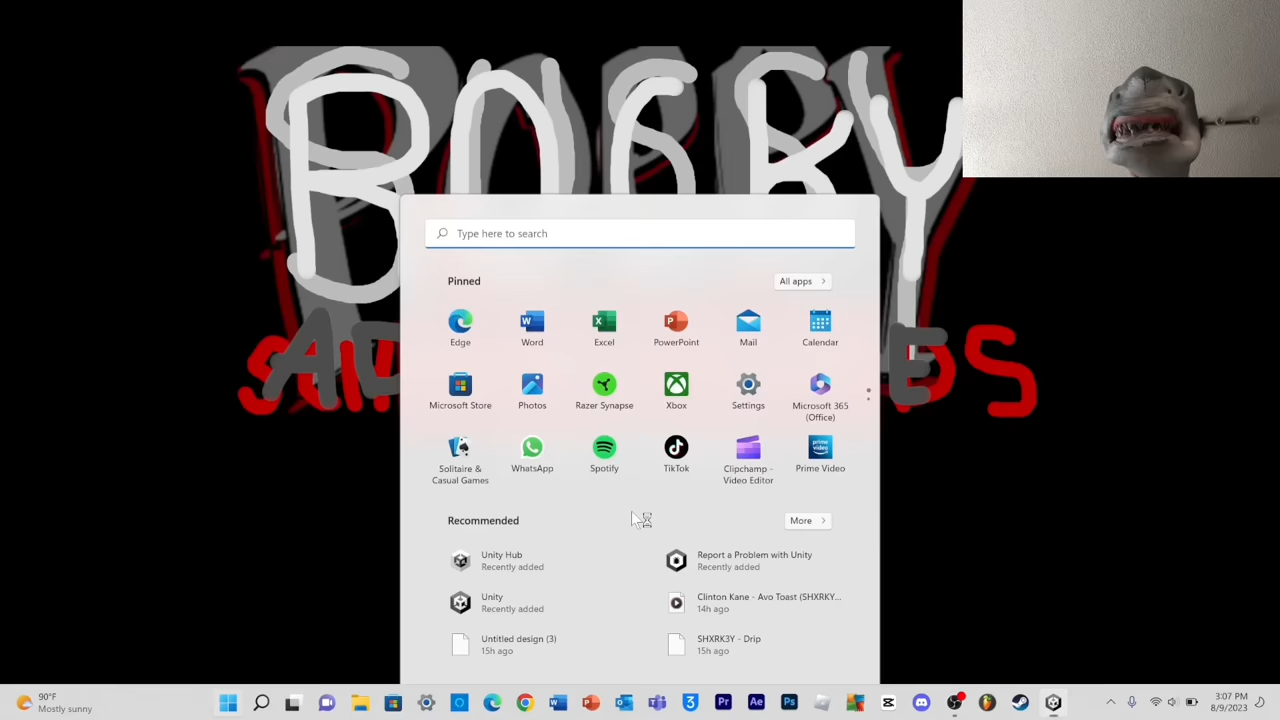 Type here to search
Pinned
All apps
Edge
Word
Excel
PowerPoint
Mail
Calendar
Microsoft Store
Photos
Razer Synapse
Xbox
Settings
Microsoft 365
(Office)
Solitaire &
Casual Games
WhatsApp
Spotify
TikTok
Clipchamp -
Video Editor
Prime Video
Recommended
More
Unity Hub
Recently added
Report a Problem with Unity
Recently added
Unity
Recently added
Clinton Kane - Avo Toast (SHXRKY...
14h ago
Untitled design (3)
15h ago
SHXRK3Y - Drip
15h ago
90°F
Mostly sunny
3:07 PM
8/9/2023